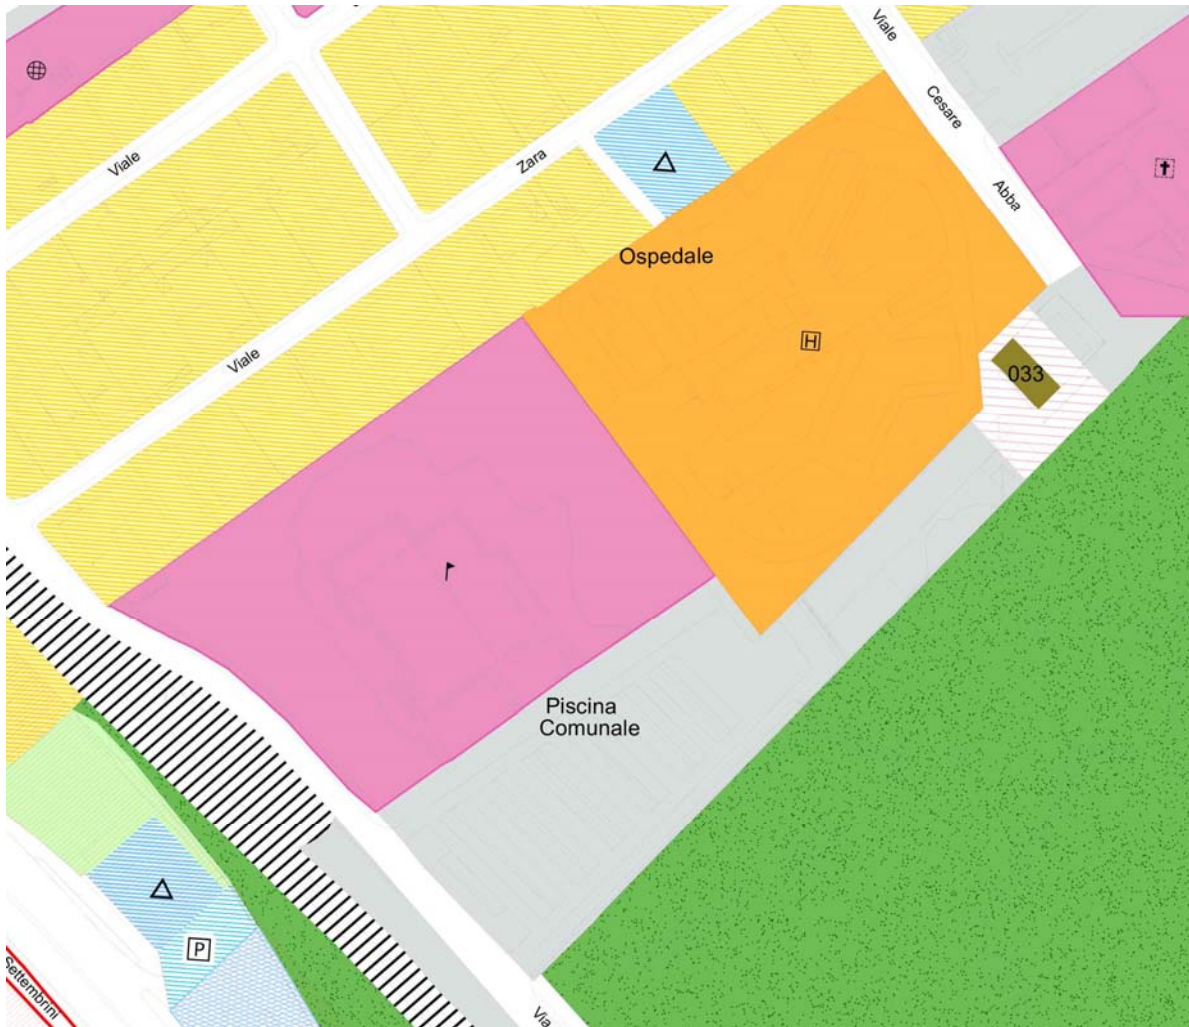 Viale
Cesare
Abba
Viale
Zara
Ospedale
H
Viale
033
Piscina
Comunale
P
Settembrini
Via